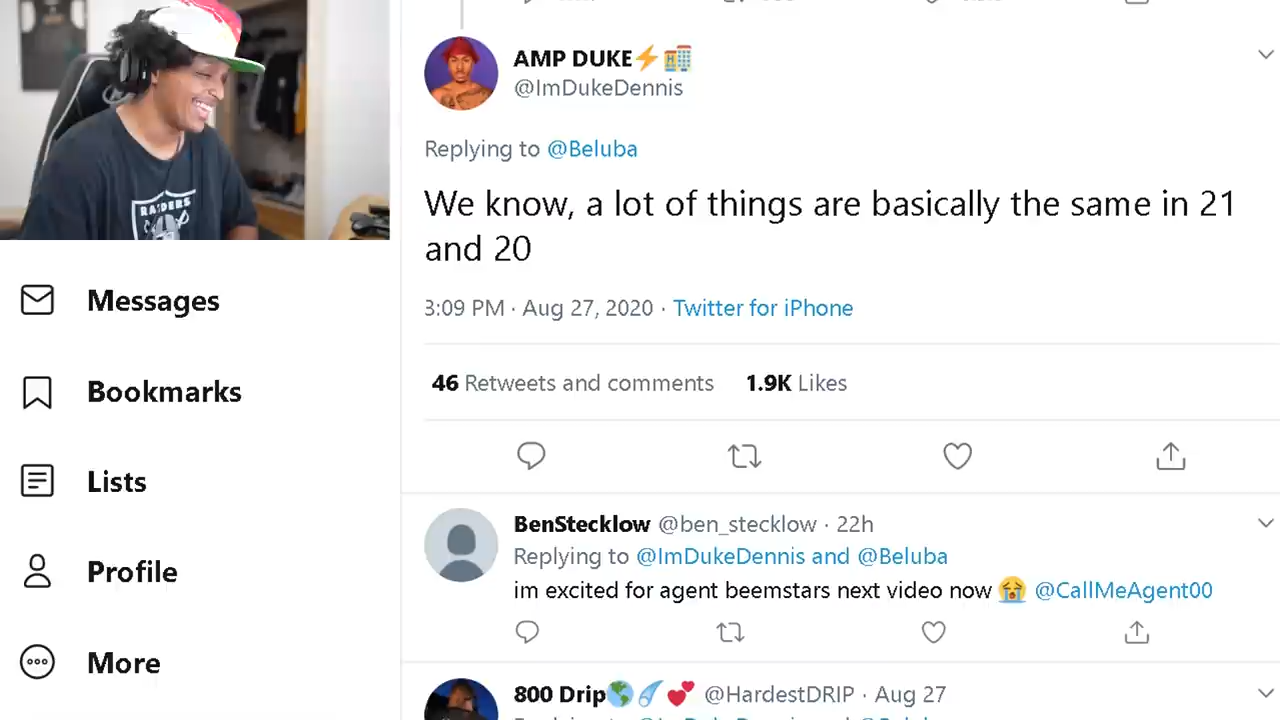 RAIDERS
Messages
Bookmarks
Lists
Profile
More
AMP DUKE⚡🏨
@ImDukeDennis
Replying to @Beluba
We know, a lot of things are basically the same in 21
and 20
3:09 PM · Aug 27, 2020 · Twitter for iPhone
46 Retweets and comments 1.9K Likes
BenStecklow @ben_stecklow · 22h
Replying to @ImDukeDennis and @Beluba
im excited for agent beemstars next video now 😭 @CallMeAgent00
800 Drip🌎☄️💕 @HardestDRIP · Aug 27